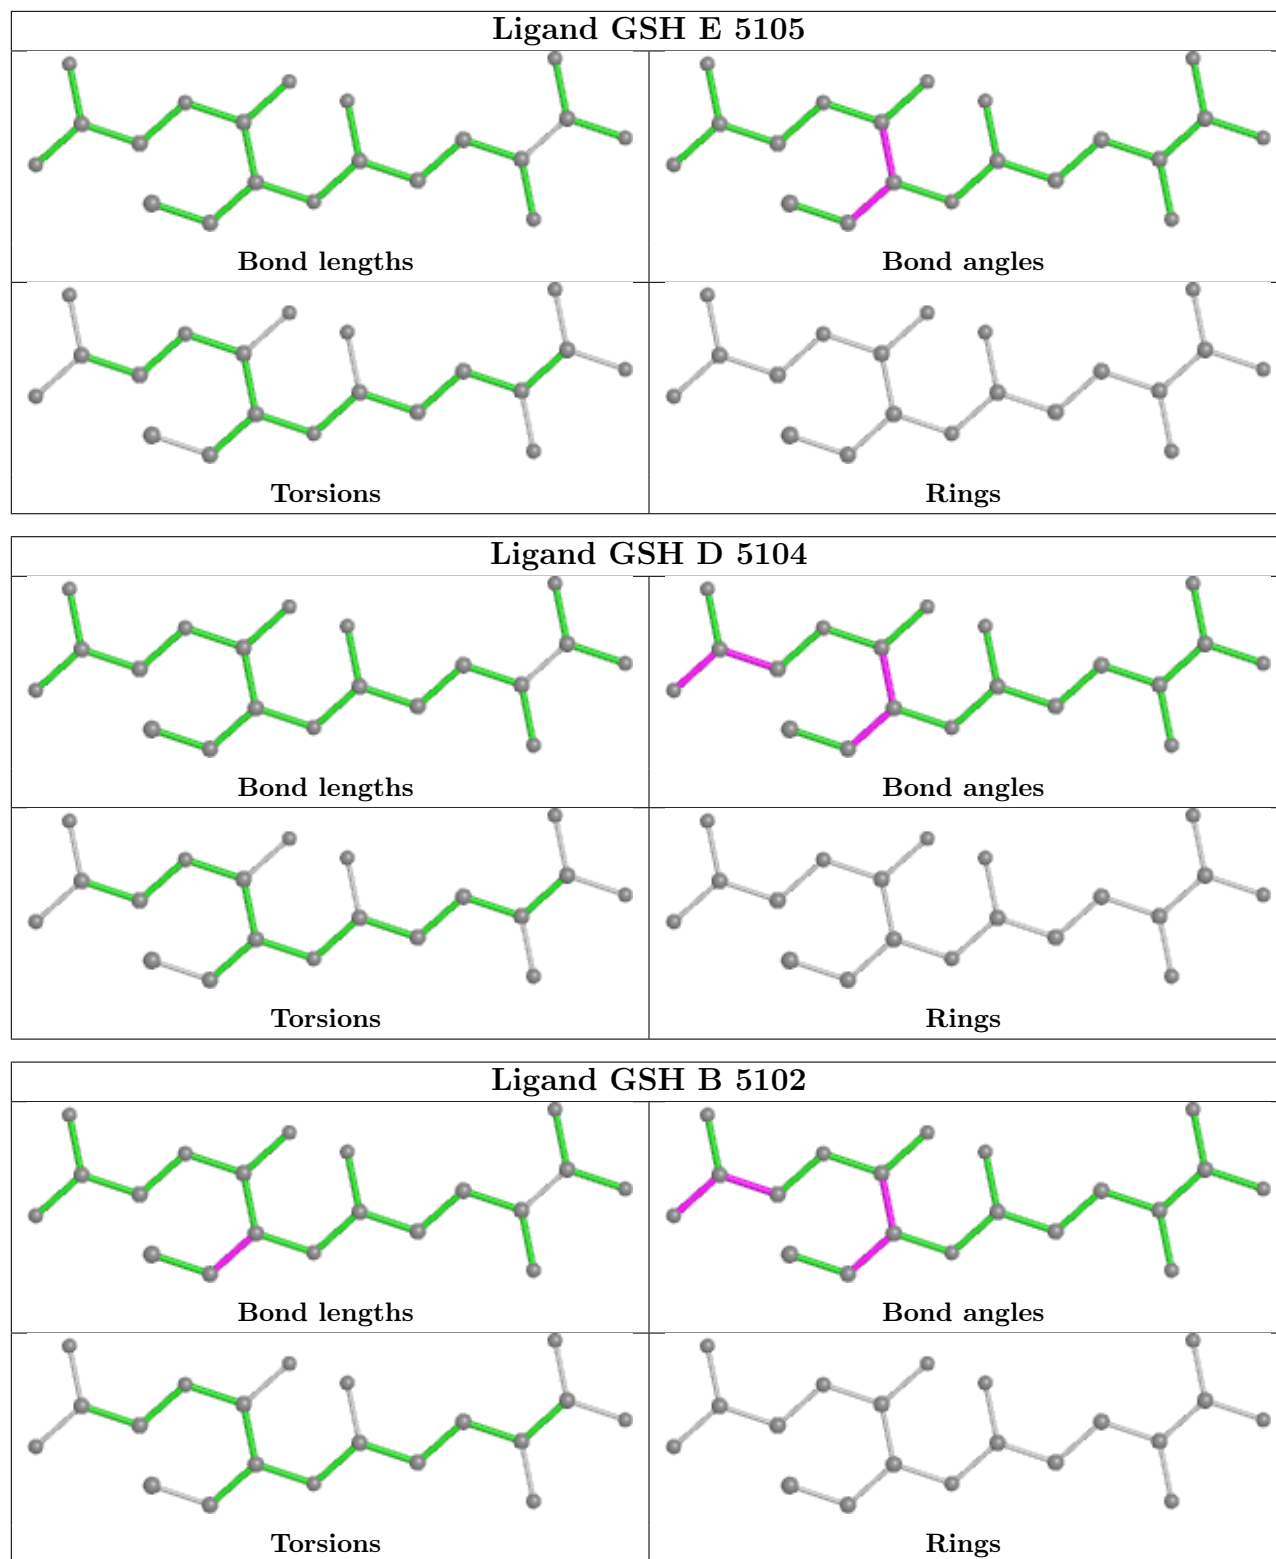 Ligand GSH E 5105
Bond lengths
Bond angles
Torsions
Rings
Ligand GSH D 5104
Bond lengths
Bond angles
Torsions
Rings
Ligand GSH B 5102
Bond lengths
Bond angles
Torsions
Rings